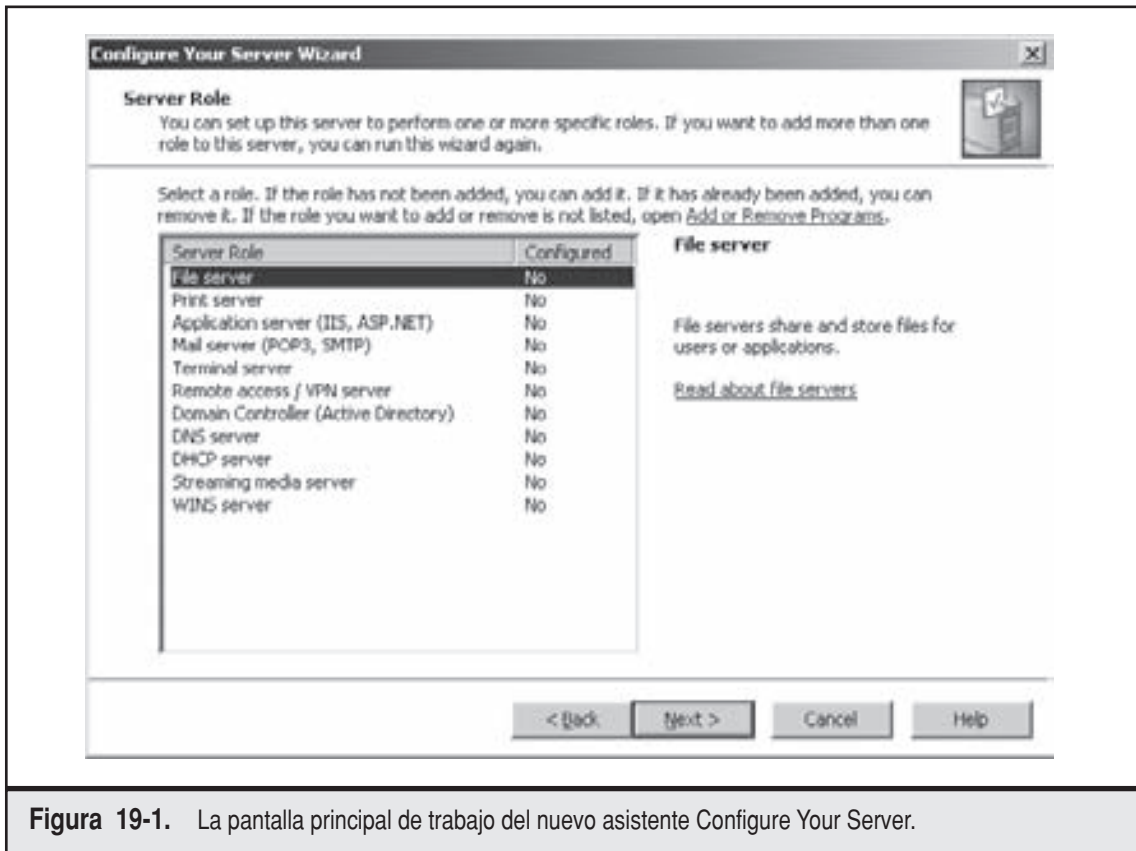 Configure Your Server Wizard
Server Role
You can set up this server to perform one or more specific roles. If you want to add more than one
role to this server, you can run this wizard again.
Select a role. If the role has not been added, you can add it. If it has already been added, you can
remove it. If the role you want to add or remove is not listed, open Add or Remove Programs.
Server Role Configured
File server No
Print server No
Application server (IIS, ASP.NET) No
Mail server (POP3, SMTP) No
Terminal server No
Remote access / VPN server No
Domain Controller (Active Directory) No
DNS server No
DHCP server No
Streaming media server No
WINS server No
File server
File servers share and store files for
users or applications.
Read about file servers
< Back Next > Cancel Help
Figura 19-1. La pantalla principal de trabajo del nuevo asistente Configure Your Server.